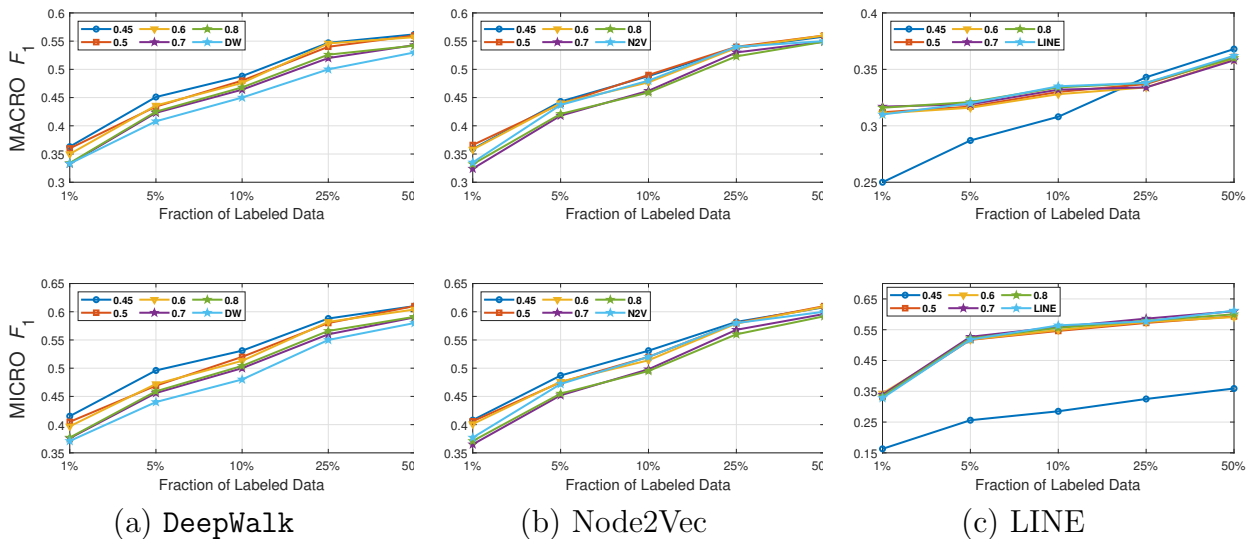 MACRO F1
0.6
0.55
0.5
0.45
0.4
0.35
0.3
0.45 0.6 0.8
0.5 0.7 DW
1% 5% 10% 25% 50
Fraction of Labeled Data
0.6
0.55
0.5
0.45
0.4
0.35
0.3
0.45 0.6 0.8
0.5 0.7 N2V
1% 5% 10% 25% 50
Fraction of Labeled Data
0.4
0.35
0.3
0.25
0.45 0.6 0.8
0.5 0.7 LINE
1% 5% 10% 25% 50%
Fraction of Labeled Data
MICRO F1
0.65
0.6
0.55
0.5
0.45
0.4
0.35
0.45 0.6 0.8
0.5 0.7 DW
1% 5% 10% 25% 50
Fraction of Labeled Data
0.65
0.6
0.55
0.5
0.45
0.4
0.35
0.45 0.6 0.8
0.5 0.7 N2V
1% 5% 10% 25% 50
Fraction of Labeled Data
0.65
0.55
0.45
0.35
0.25
0.15
0.45 0.6 0.8
0.5 0.7 LINE
1% 5% 10% 25% 50%
Fraction of Labeled Data
(a) DeepWalk
(b) Node2Vec
(c) LINE